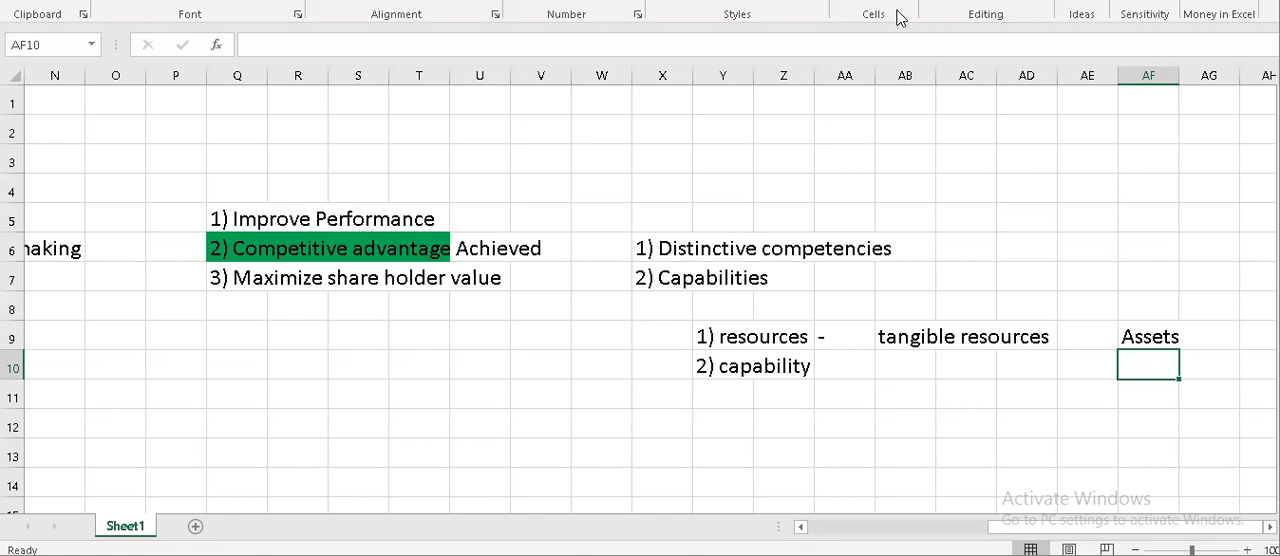 Clipboard Font Alignment Number Styles Cells Editing Ideas Sensitivity Money in Excel
AF10 fx
N O P Q R S T U V W X Y Z AA AB AC AD AE AF AG AH
1
2
3
4
5 1) Improve Performance
6 making 2) Competitive advantage Achieved 1) Distinctive competencies
7 3) Maximize share holder value 2) Capabilities
8
9 1) resources - tangible resources Assets
10 2) capability
11
12
13
14
Activate Windows
Go to PC settings to activate Windows.
Sheet1
Ready